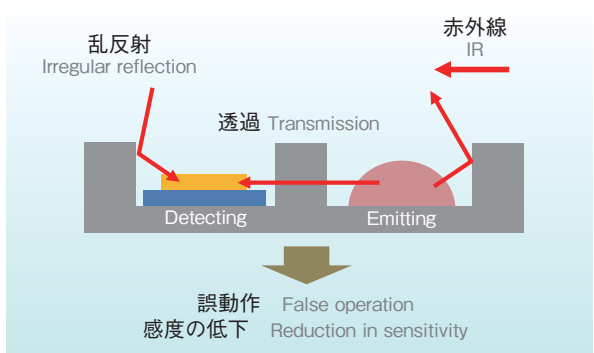 乱反射
Irregular reflection
赤外線
IR
透過 Transmission
Detecting
Emitting
誤動作 False operation
感度の低下 Reduction in sensitivity